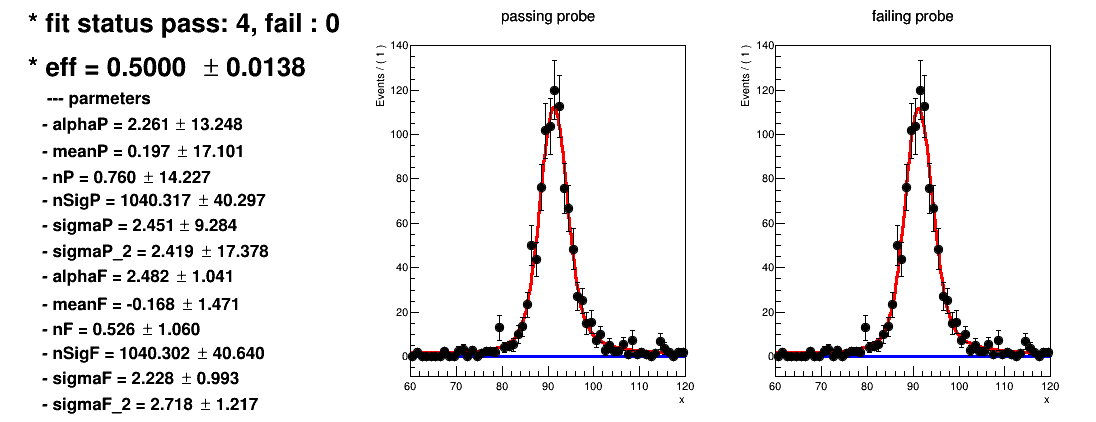 * fit status pass: 4, fail : 0
* eff = 0.5000 ± 0.0138
--- parmeters
- alphaP = 2.261 ± 13.248
- meanP = 0.197 ± 17.101
- nP = 0.760 ± 14.227
- nSigP = 1040.317 ± 40.297
- sigmaP = 2.451 ± 9.284
- sigmaP_2 = 2.419 ± 17.378
- alphaF = 2.482 ± 1.041
- meanF = -0.168 ± 1.471
- nF = 0.526 ± 1.060
- nSigF = 1040.302 ± 40.640
- sigmaF = 2.228 ± 0.993
- sigmaF_2 = 2.718 ± 1.217
passing probe
Events / ( 1 )
140
120
100
80
60
40
20
0
60 70 80 90 100 110 120
x
failing probe
Events / ( 1 )
140
120
100
80
60
40
20
0
60 70 80 90 100 110 120
x